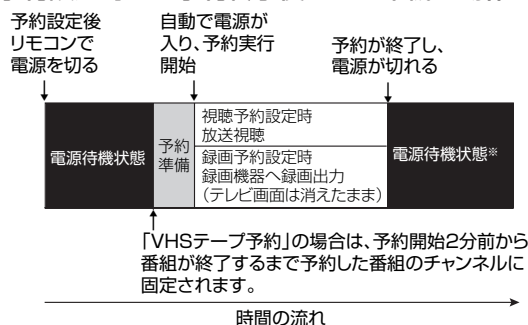 予約設定後
リモコンで
電源を切る
自動で電源が
入り、予約実行
開始
予約が終了し、
電源が切れる
電源待機状態
予約
準備
視聴予約設定時
放送視聴
録画予約設定時
録画機器へ録画出力
(テレビ画面は消えたまま)
電源待機状態※
「VHSテープ予約」の場合は、予約開始2分前から
番組が終了するまで予約した番組のチャンネルに
固定されます。
時間の流れ